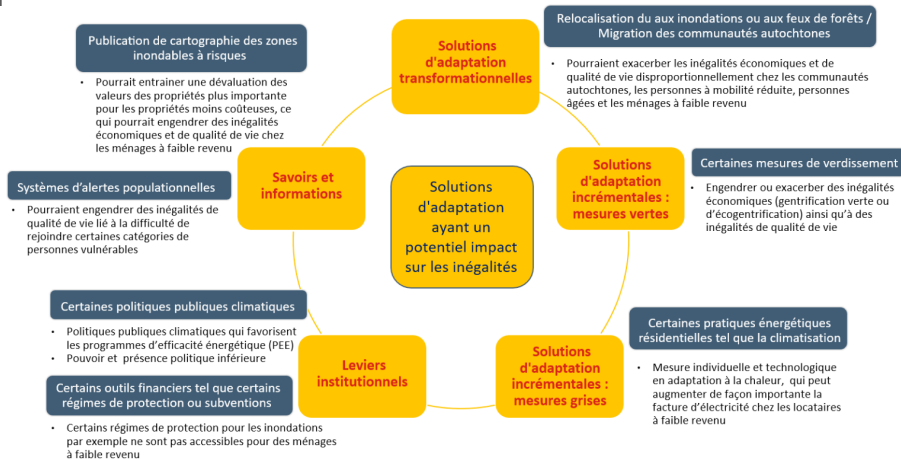 Publication de cartographie des zones
inondables à risques
• Pourrait entrainer une dévaluation des
valeurs des propriétés plus importante
pour les propriétés moins coûteuses, ce
qui pourrait engendrer des inégalités
économiques et de qualité de vie chez
les ménages à faible revenu
Systèmes d'alertes populationnelles
• Pourraient engendrer des inégalités de
qualité de vie lié à la difficulté de
rejoindre certaines catégories de
personnes vulnérables
Savoirs et
informations
Solutions
d'adaptation
transformationnelles
Relocalisation du aux inondations ou aux feux de forêts /
Migration des communautés autochtones
• Pourraient exacerber les inégalités économiques et de
qualité de vie disproportionnellement chez les communautés
autochtones, les personnes à mobilité réduite, personnes
âgées et les ménages à faible revenu
Solutions
d'adaptation
ayant un
potentiel impact
sur les inégalités
Solutions
d'adaptation
incrémentales :
mesures vertes
Certaines mesures de verdissement
• Engendrer ou exacerber des inégalités
économiques (gentrification verte ou
d'écogentrification) ainsi qu'à des
inégalités de qualité de vie
Certaines politiques publiques climatiques
• Politiques publiques climatiques qui favorisent
les programmes d'efficacité énergétique (PEE)
• Pouvoir et présence politique inférieure
Certains outils financiers tel que certains
régimes de protection ou subventions
• Certains régimes de protection pour les inondations
par exemple ne sont pas accessibles pour des ménages
à faible revenu
Leviers
institutionnels
Solutions
d'adaptation
incrémentales :
mesures grises
Certaines pratiques énergétiques
résidentielles tel que la climatisation
• Mesure individuelle et technologique
en adaptation à la chaleur, qui peut
augmenter de façon importante la
facture d'électricité chez les locataires
à faible revenu